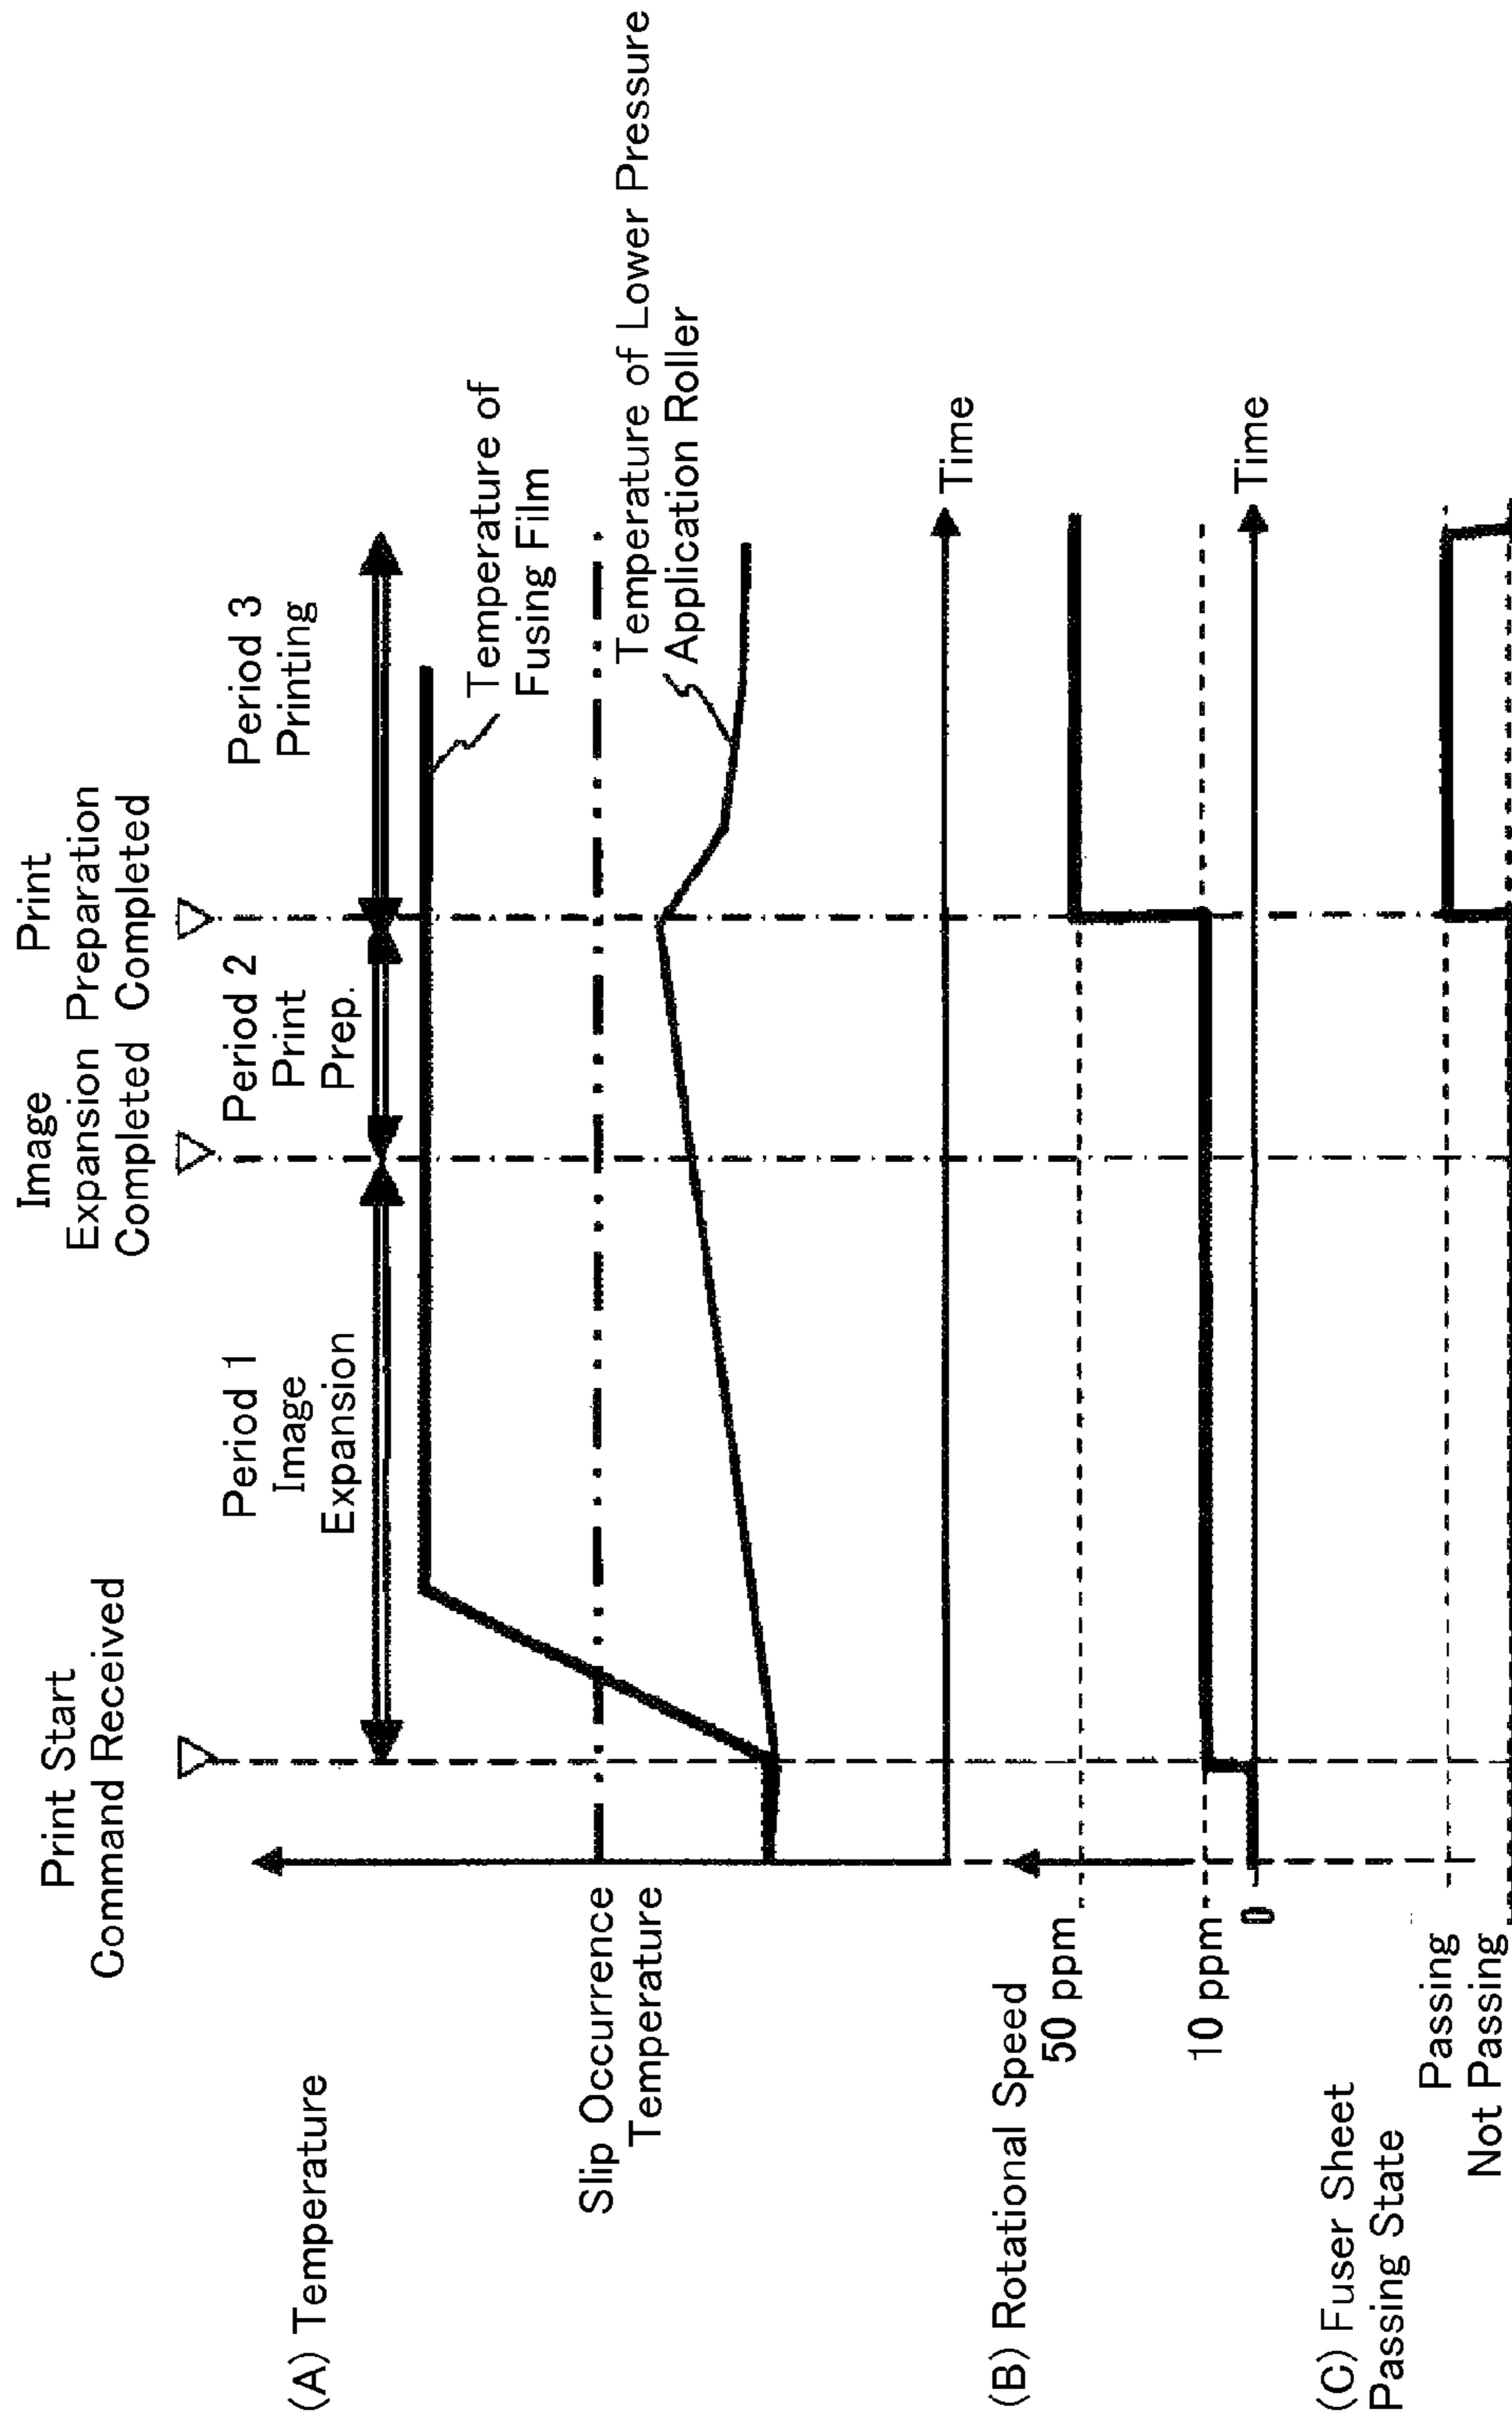 Print Start
Command Received
Image
Expansion
Completed
Print
Preparation
Completed
Period 1
Image
Expansion
Period 2
Print
Prep.
Period 3
Printing
(A) Temperature
Temperature of
Fusing Film
Slip Occurrence
Temperature
Temperature of Lower Pressure
Application Roller
Time
(B) Rotational Speed
50 ppm
10 ppm
0
Time
(C) Fuser Sheet
Passing State
Passing
Not Passing